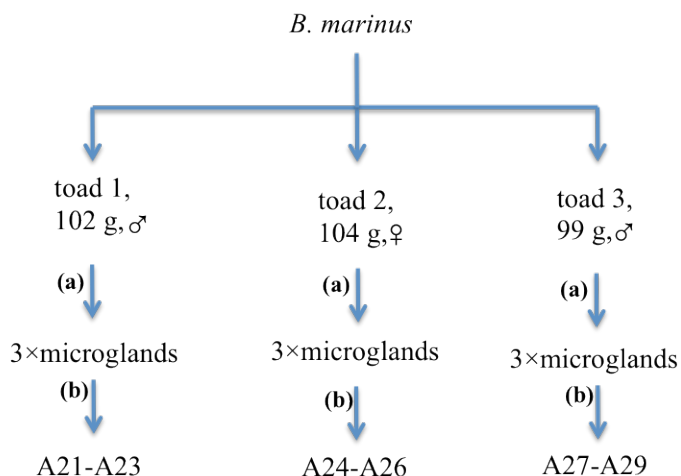 B. marinus
toad 1,
102 g,♂
toad 2,
104 g,♀
toad 3,
99 g,♂
(a)
(a)
(a)
3×microglands
3×microglands
3×microglands
(b)
(b)
(b)
A21-A23
A24-A26
A27-A29